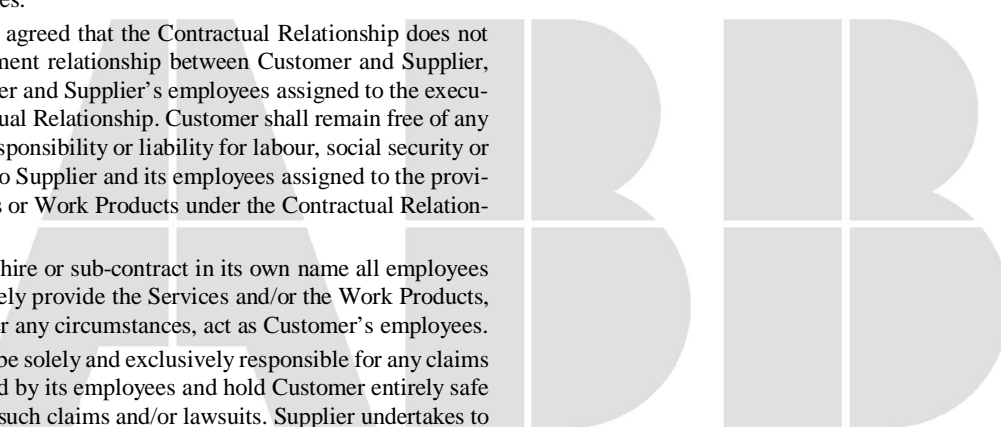 es.
agreed that the Contractual Relationship does not
ment relationship between Customer and Supplier,
er and Supplier’s employees assigned to the execu-
ual Relationship. Customer shall remain free of any
sponsibility or liability for labour, social security or
o Supplier and its employees assigned to the provi-
s or Work Products under the Contractual Relation-
hire or sub-contract in its own name all employees
ely provide the Services and/or the Work Products,
er any circumstances, act as Customer’s employees.
be solely and exclusively responsible for any claims
d by its employees and hold Customer entirely safe
such claims and/or lawsuits. Supplier undertakes to
ABB